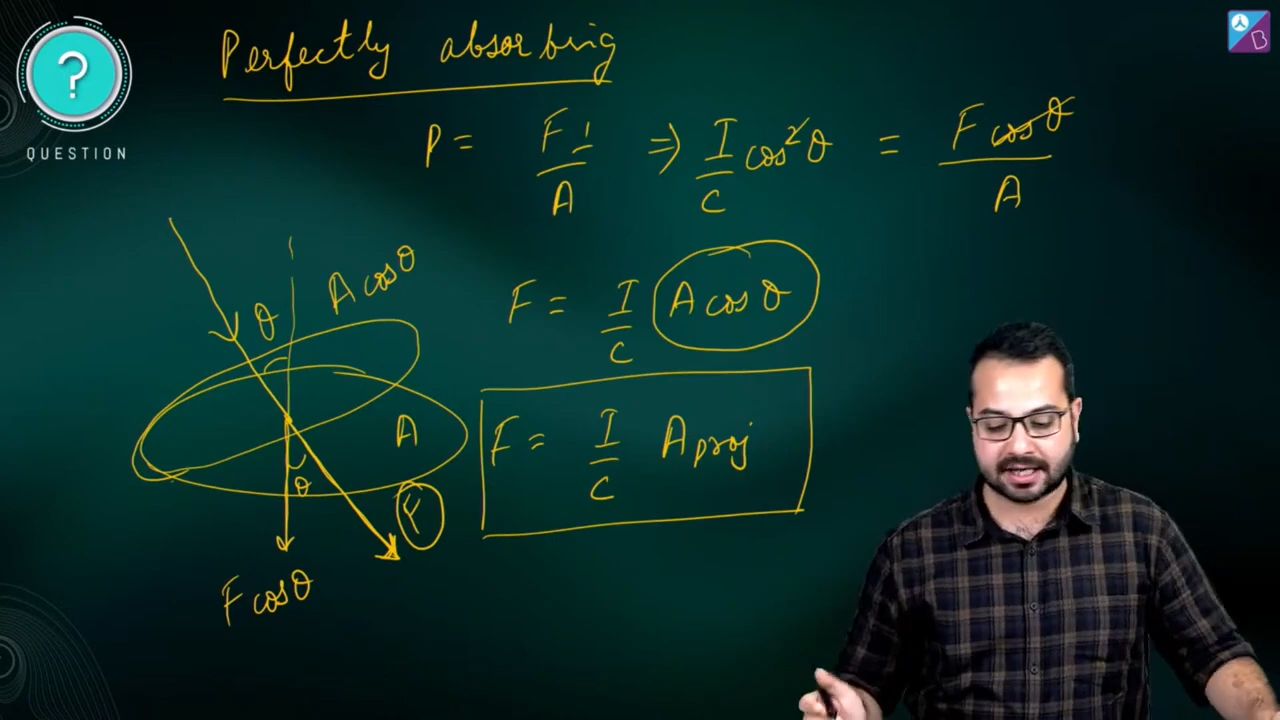 Perfectly absorbing
QUESTION
P = F⊥/A ⇒ I/c cos²θ = F cosθ/A
θ
A cosθ
F = I/c A cosθ
A
F = I/c Aproj
θ
F
F cosθ
B